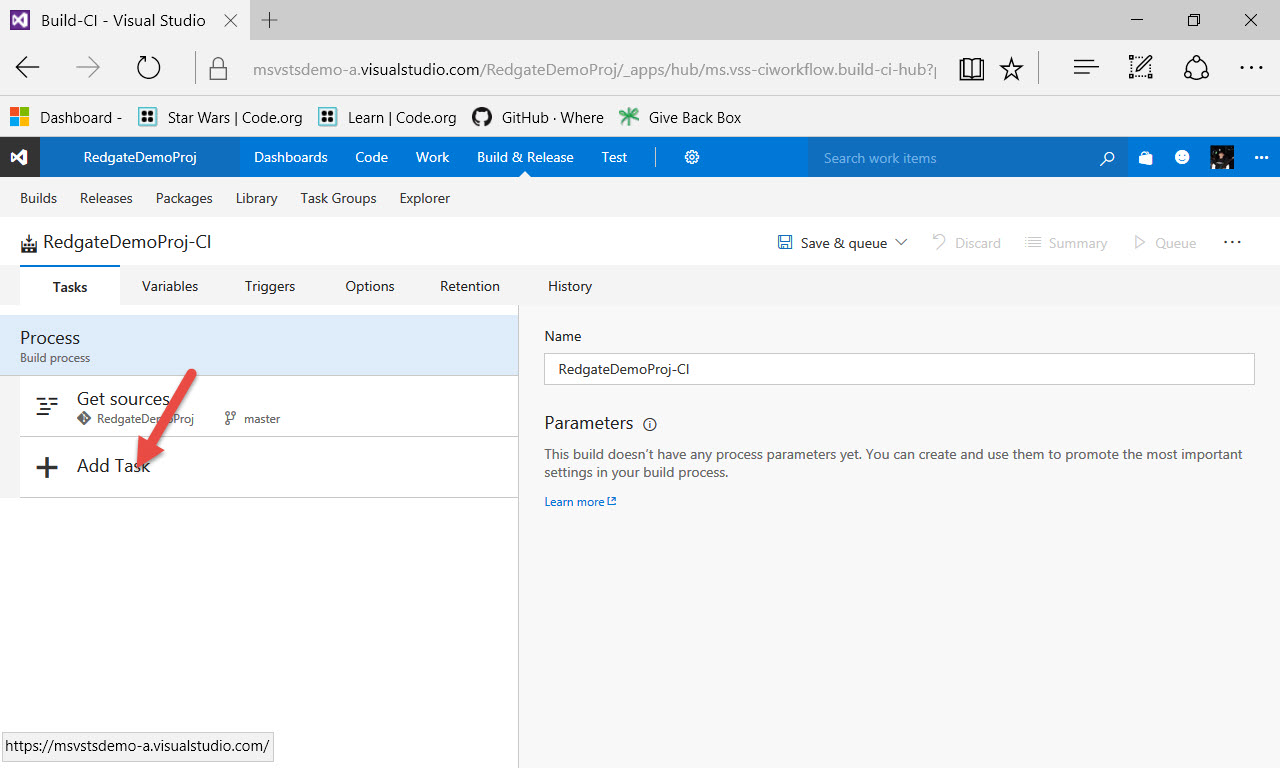 Build-CI - Visual Studio
msvstsdemo-a.visualstudio.com/RedgateDemoProj/_apps/hub/ms.vss-ciworkflow.build-ci-hub?
Dashboard - Star Wars | Code.org Learn | Code.org GitHub · Where Give Back Box
RedgateDemoProj Dashboards Code Work Build & Release Test Search work items
Builds Releases Packages Library Task Groups Explorer
RedgateDemoProj-CI Save & queue Discard Summary Queue
Tasks Variables Triggers Options Retention History
Process
Build process
Name
RedgateDemoProj-CI
Get sources
RedgateDemoProj master
Add Task
Parameters
This build doesn't have any process parameters yet. You can create and use them to promote the most important
settings in your build process.
Learn more
https://msvstsdemo-a.visualstudio.com/